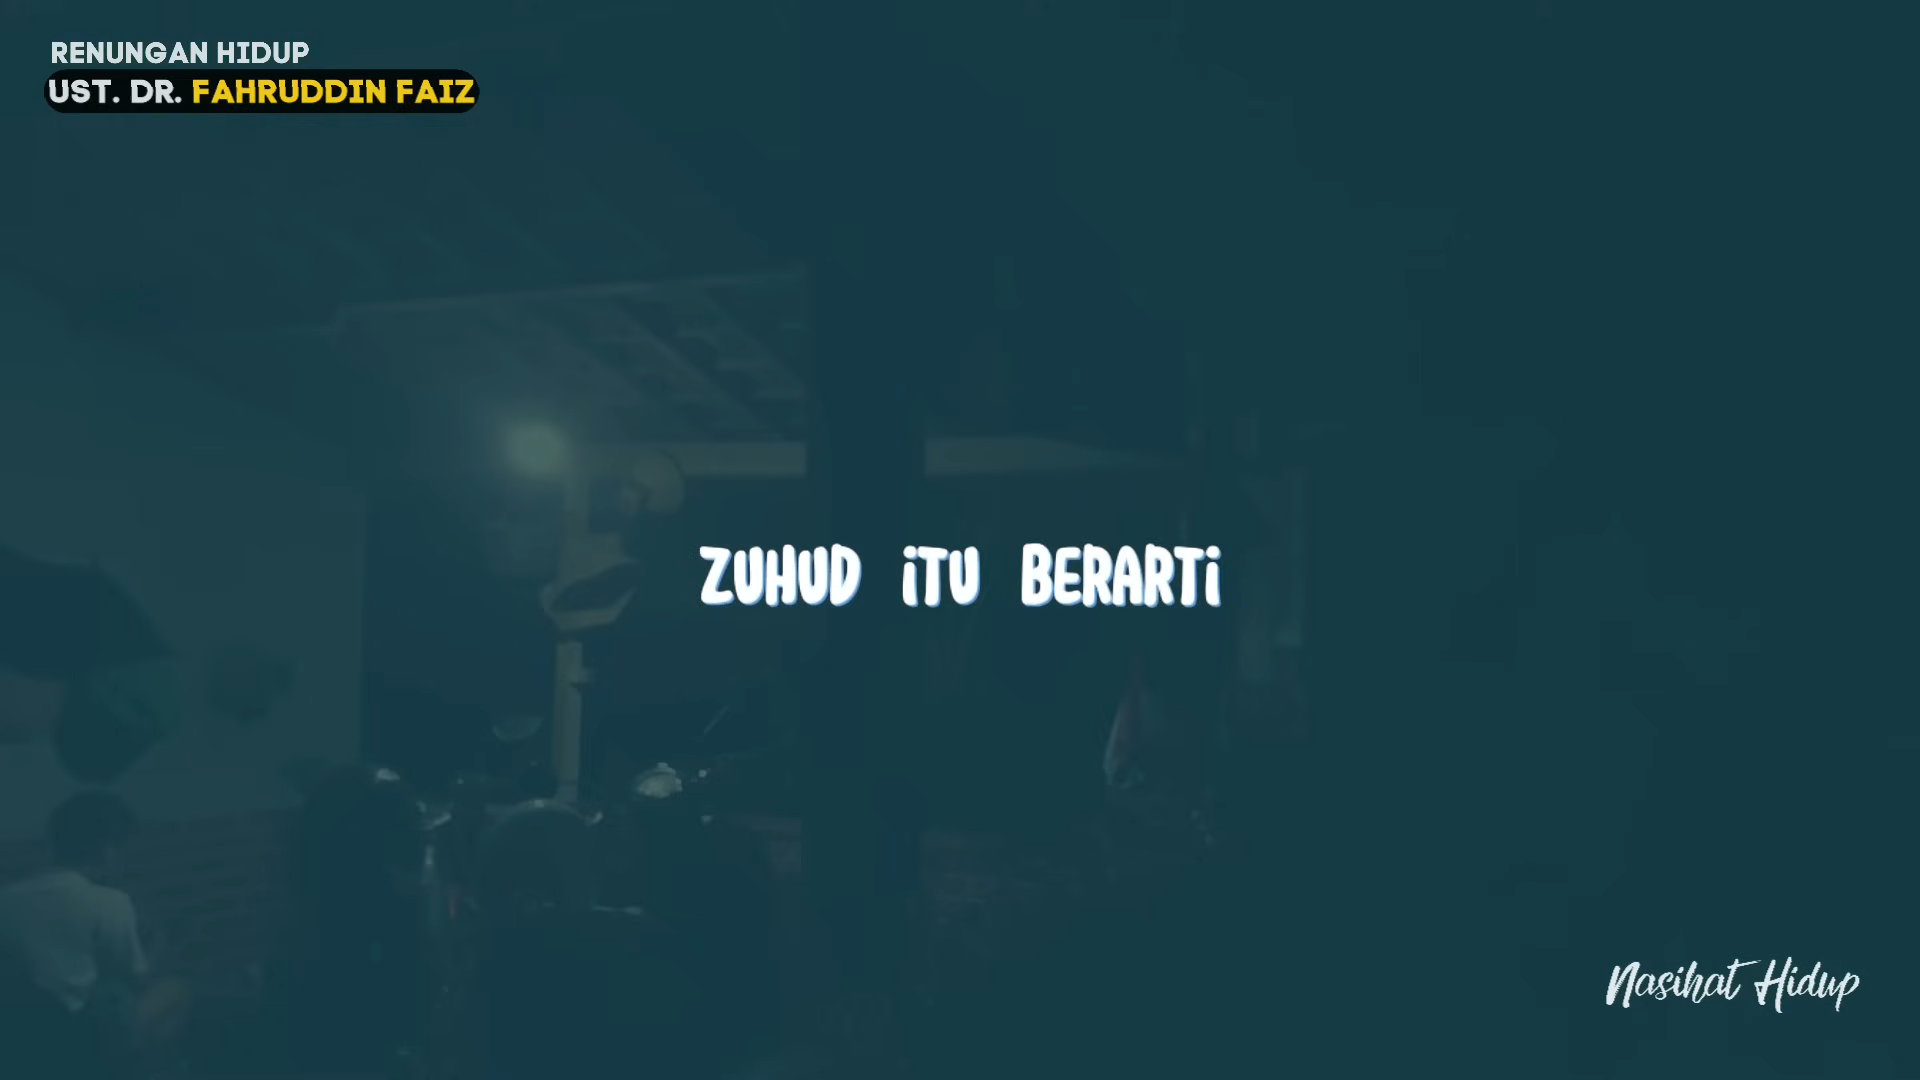 RENUNGAN HIDUP
UST. DR. FAHRUDDIN FAIZ
ZUHUD iTU BERARTi
Nasihat Hidup